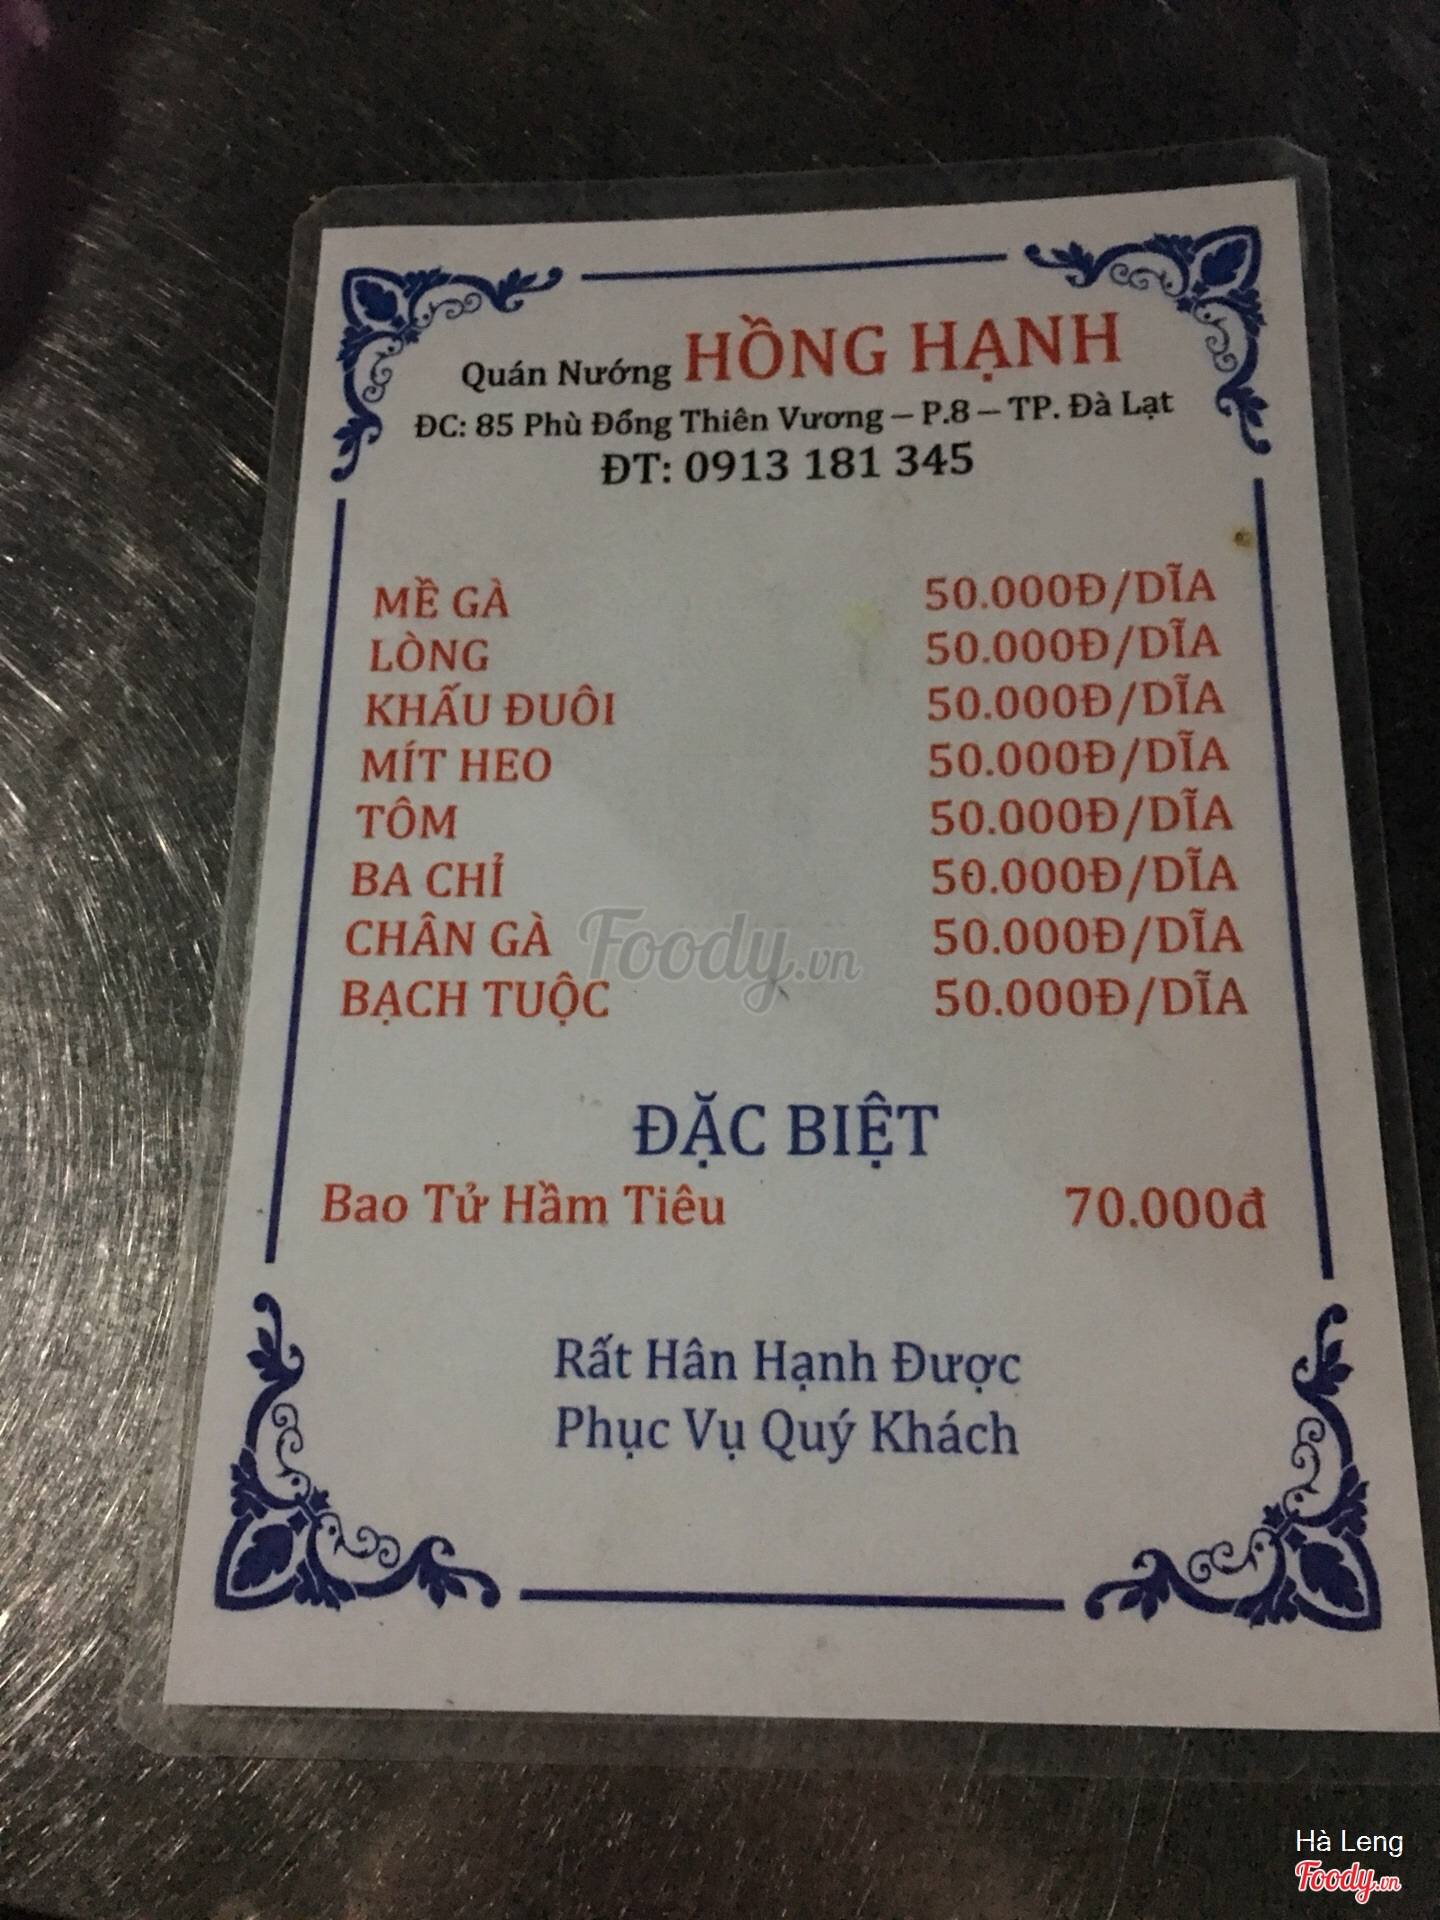 Quán Nướng HỒNG HẠNH
ĐC: 85 Phù Đổng Thiên Vương – P.8 – TP. Đà Lạt
ĐT: 0913 181 345
MỀ GÀ 50.000Đ/DĨA
LÒNG 50.000Đ/DĨA
KHẤU ĐUÔI 50.000Đ/DĨA
MÍT HEO 50.000Đ/DĨA
TÔM 50.000Đ/DĨA
BA CHỈ 50.000Đ/DĨA
CHÂN GÀ 50.000Đ/DĨA
Foody.vn
BẠCH TUỘC 50.000Đ/DĨA
ĐẶC BIỆT
Bao Tử Hầm Tiêu 70.000đ
Rất Hân Hạnh Được
Phục Vụ Quý Khách
Hà Leng
Foody.vn